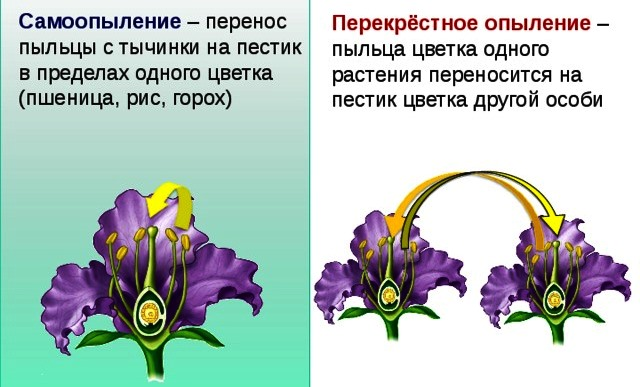 Самоопыление – перенос
пыльцы с тычинки на пестик
в пределах одного цветка
(пшеница, рис, горох)
Перекрёстное опыление –
пыльца цветка одного
растения переносится на
пестик цветка другой особи